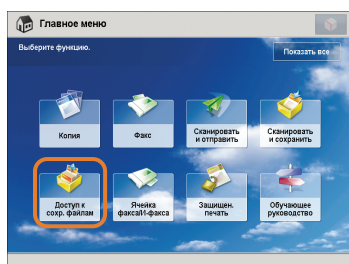 Главное меню
Выберите функцию.
Показать все
Копия
Факс
Сканировать
и отправить
Сканировать
и сохранить
Доступ к
сохр. файлам
Ячейка
факса/И-факса
Защищен.
печать
Обучающее
руководство